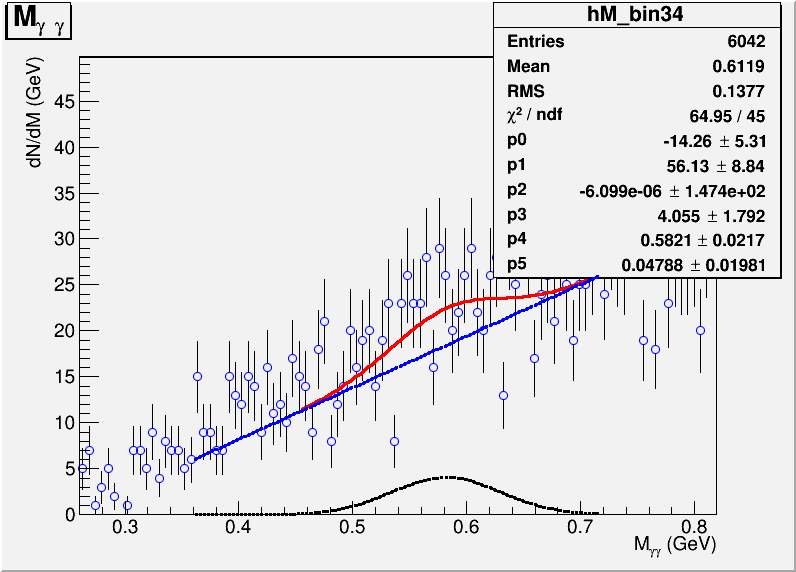 Mγ γ
hM_bin34
Entries 6042
Mean 0.6119
RMS 0.1377
χ² / ndf 64.95 / 45
p0 -14.26 ± 5.31
p1 56.13 ± 8.84
p2 -6.099e-06 ± 1.474e+02
p3 4.055 ± 1.792
p4 0.5821 ± 0.0217
p5 0.04788 ± 0.01981
dN/dM (GeV)
45
40
35
30
25
20
15
10
5
0
0.3 0.4 0.5 0.6 0.7 0.8
Mγγ (GeV)